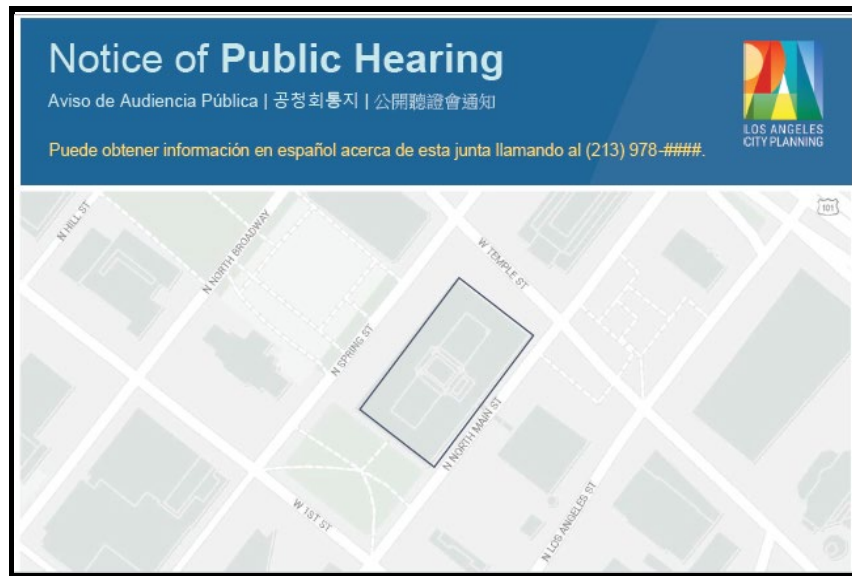 Notice of Public Hearing
Aviso de Audiencia Pública | 공청회통지 | 公開聽證會通知
Puede obtener información en español acerca de esta junta llamando al (213) 978-####.
LOS ANGELES
CITY PLANNING
N HILL ST
N NORTH BROADWAY
W TEMPLE ST
101
N SPRING ST
N NORTH MAIN ST
W 1ST ST
N LOS ANGELES ST